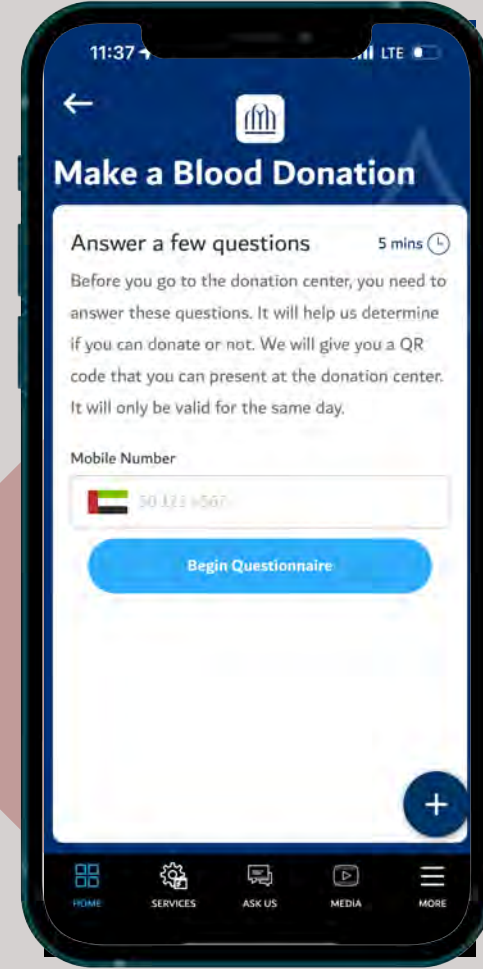 11:37
LTE
Make a Blood Donation
Answer a few questions
5 mins
Before you go to the donation center, you need to
answer these questions. It will help us determine
if you can donate or not. We will give you a QR
code that you can present at the donation center.
It will only be valid for the same day.
Mobile Number
50 123 4567
Begin Questionnaire
+
HOME SERVICES ASK US MEDIA MORE